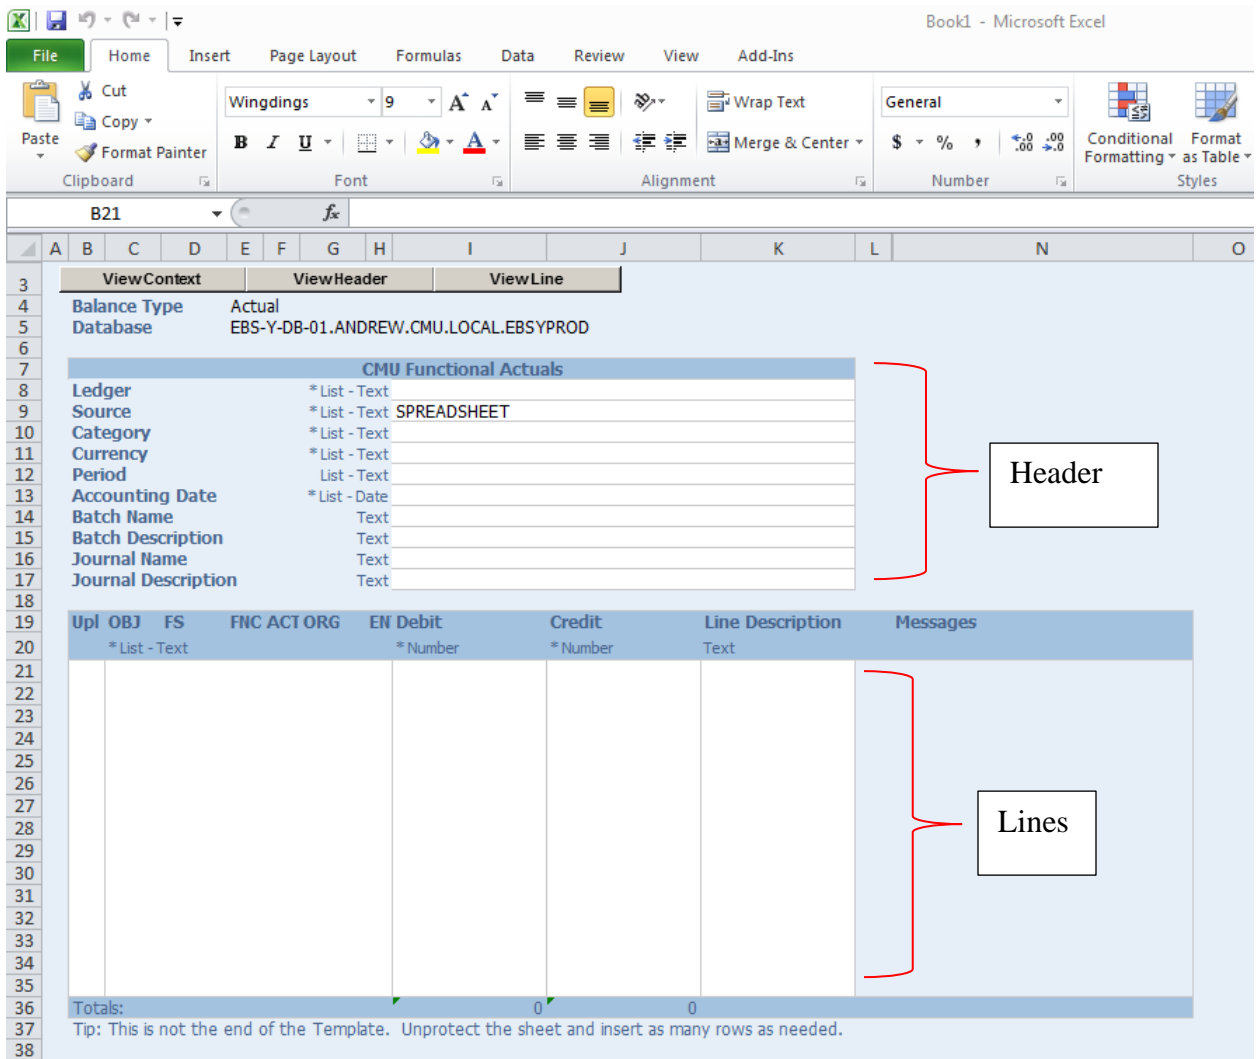 Book1 - Microsoft Excel
File Home Insert Page Layout Formulas Data Review View Add-Ins
Paste
Cut
Copy
Format Painter
Clipboard
Wingdings 9 A A
B I U A
Font
Wrap Text
Merge & Center
Alignment
General
$ % , .0 .00 .00 .0
Number
Conditional Formatting
Format as Table
Styles
B21 fx
A B C D E F G H I J K L N O
3 ViewContext ViewHeader ViewLine
4 Balance Type Actual
5 Database EBS-Y-DB-01.ANDREW.CMU.LOCAL.EBSYPROD
6
7 CMU Functional Actuals
8 Ledger * List - Text
9 Source * List - Text SPREADSHEET
10 Category * List - Text
11 Currency * List - Text
12 Period List - Text
13 Accounting Date * List - Date
14 Batch Name Text
15 Batch Description Text
16 Journal Name Text
17 Journal Description Text
Header
18
19 Upl OBJ FS FNC ACT ORG EN Debit Credit Line Description Messages
20 * List - Text * Number * Number Text
21
22
23
24
25
26
27
28
29
30
31
32
33
34
35
Lines
36 Totals: 0 0
37 Tip: This is not the end of the Template. Unprotect the sheet and insert as many rows as needed.
38